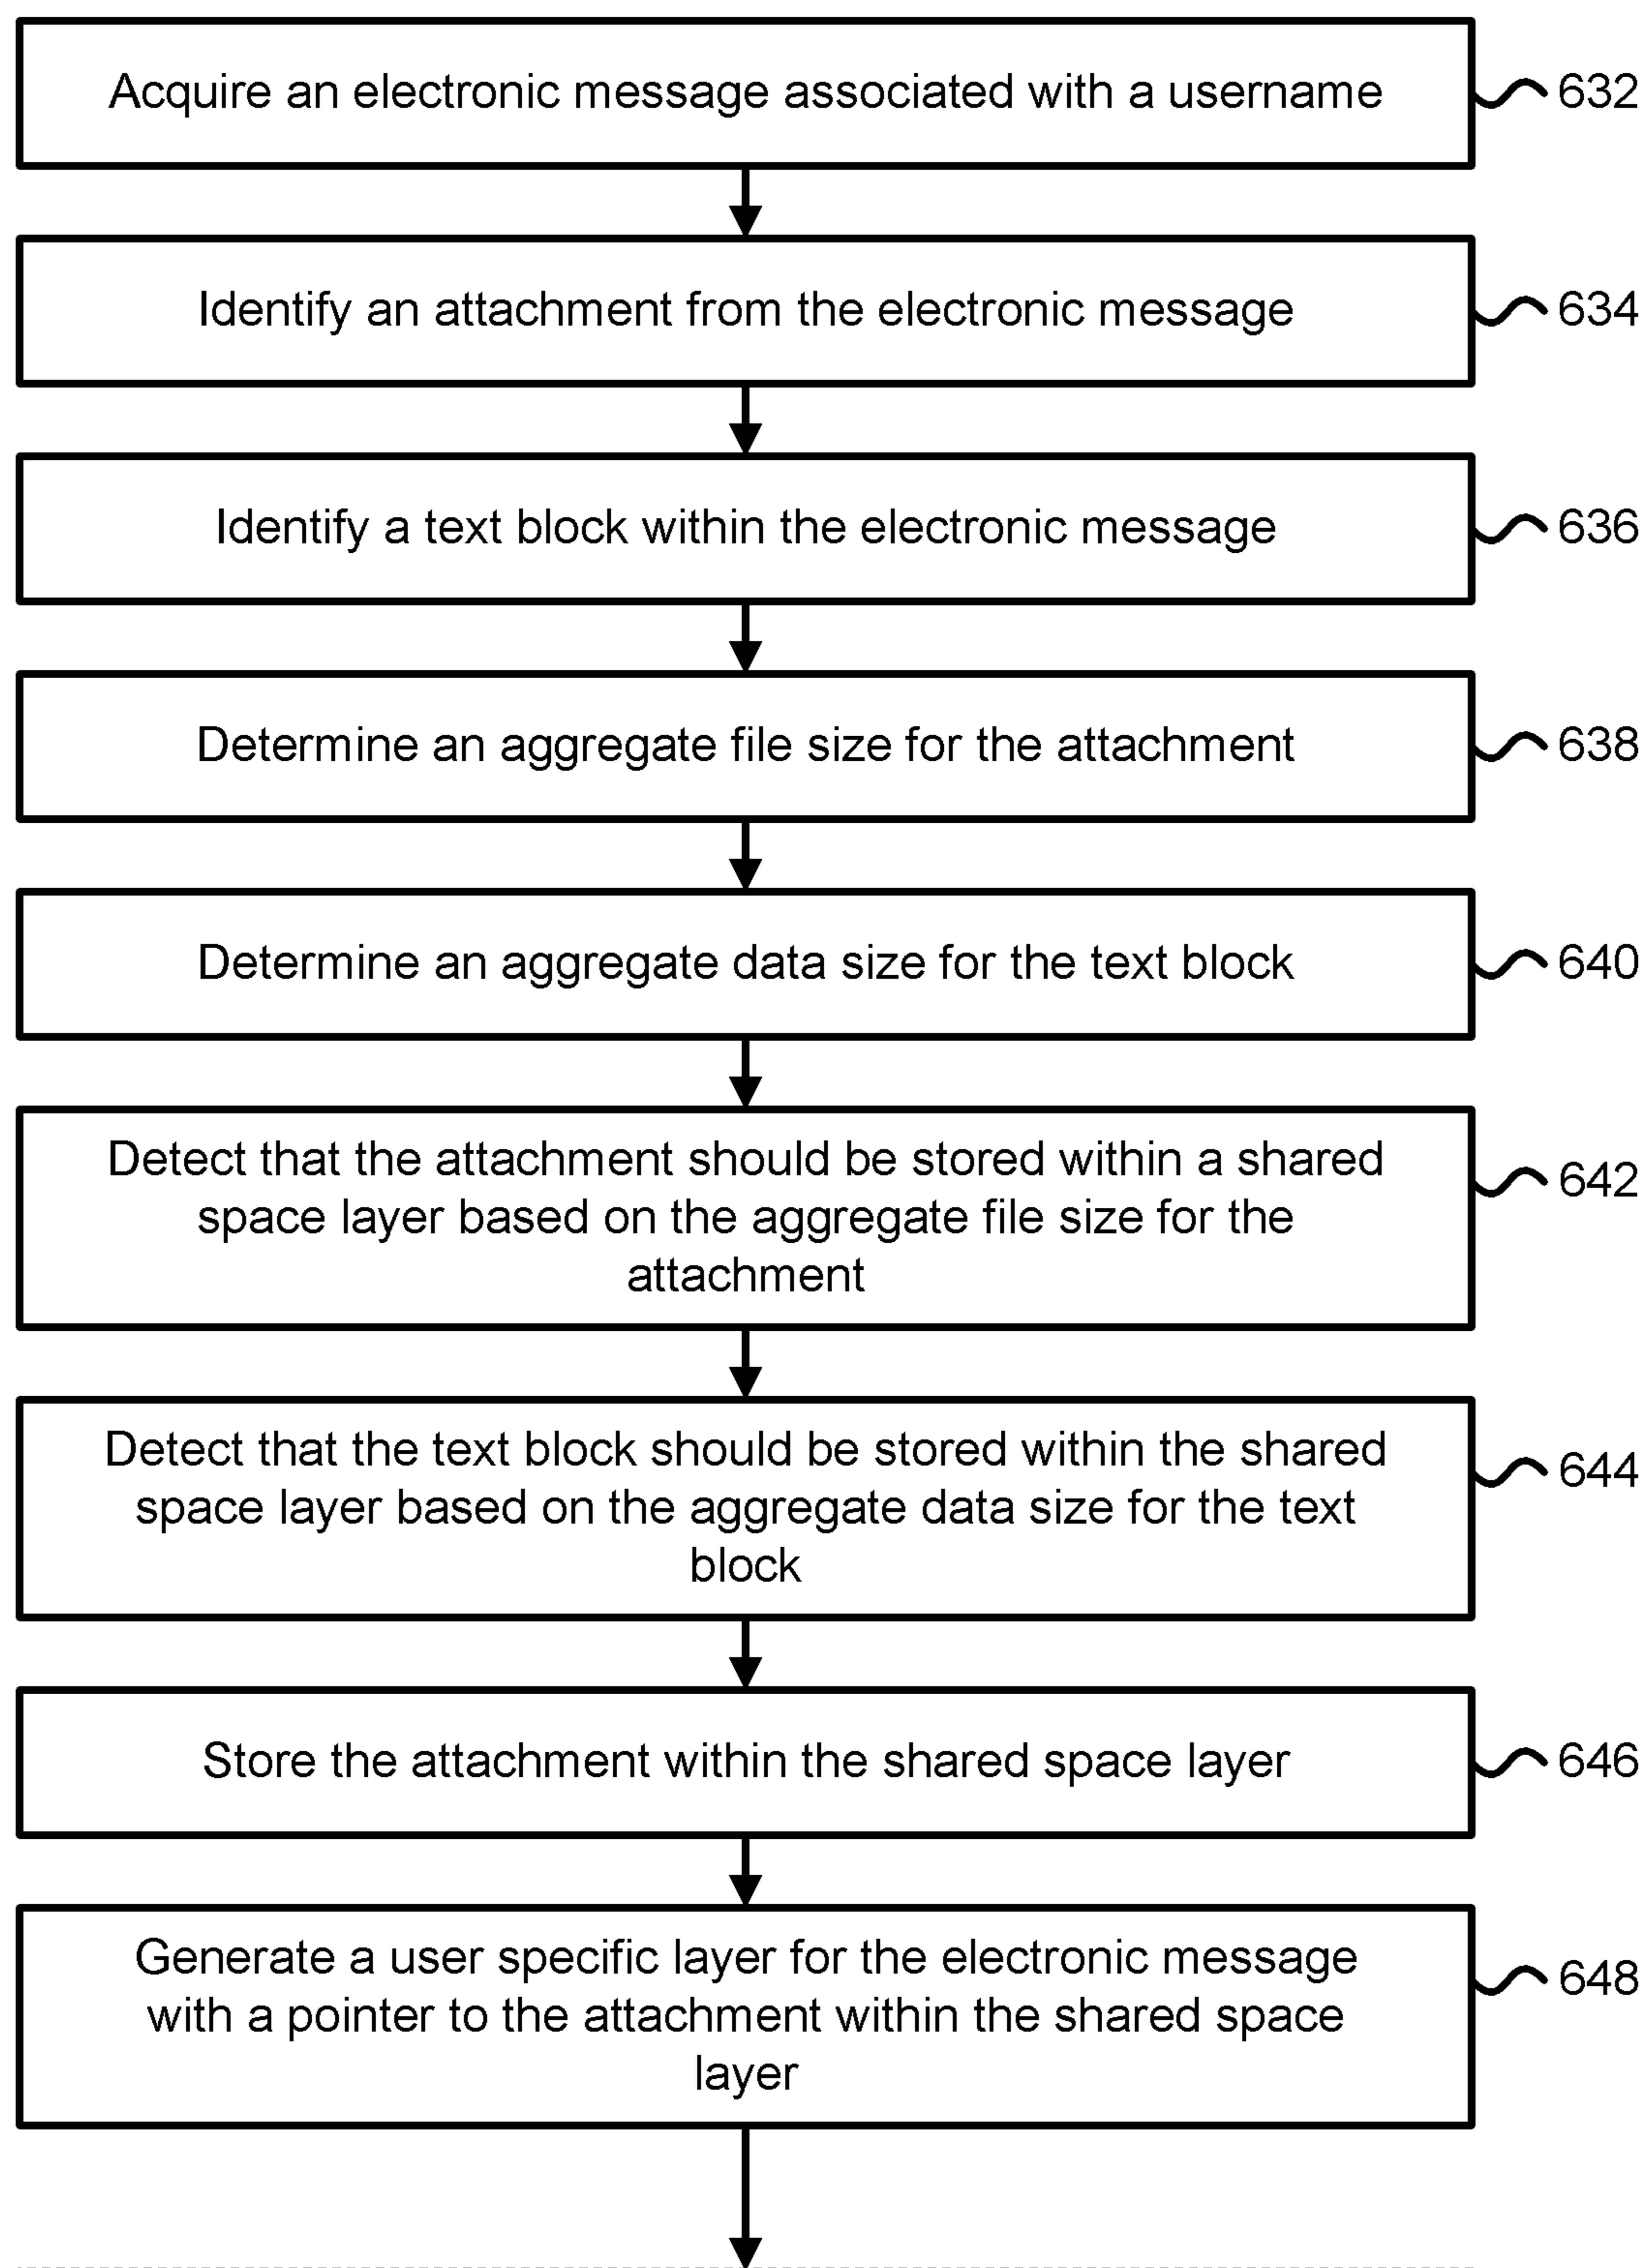 Acquire an electronic message associated with a username
632
Identify an attachment from the electronic message
634
Identify a text block within the electronic message
636
Determine an aggregate file size for the attachment
638
Determine an aggregate data size for the text block
640
Detect that the attachment should be stored within a shared
space layer based on the aggregate file size for the
attachment
642
Detect that the text block should be stored within the shared
space layer based on the aggregate data size for the text
block
644
Store the attachment within the shared space layer
646
Generate a user specific layer for the electronic message
with a pointer to the attachment within the shared space
layer
648